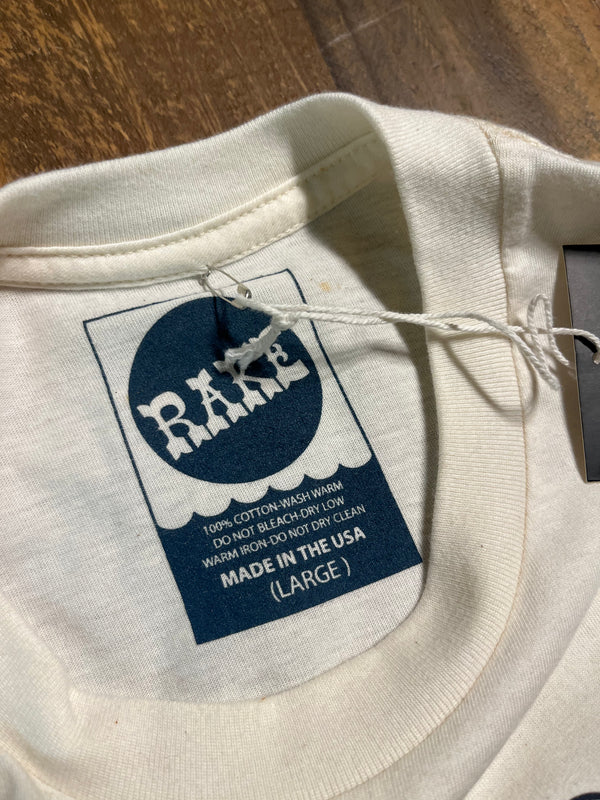 RAKE
100% COTTON-WASH WARM
DO NOT BLEACH-DRY LOW
WARM IRON-DO NOT DRY CLEAN
MADE IN THE USA
(LARGE)